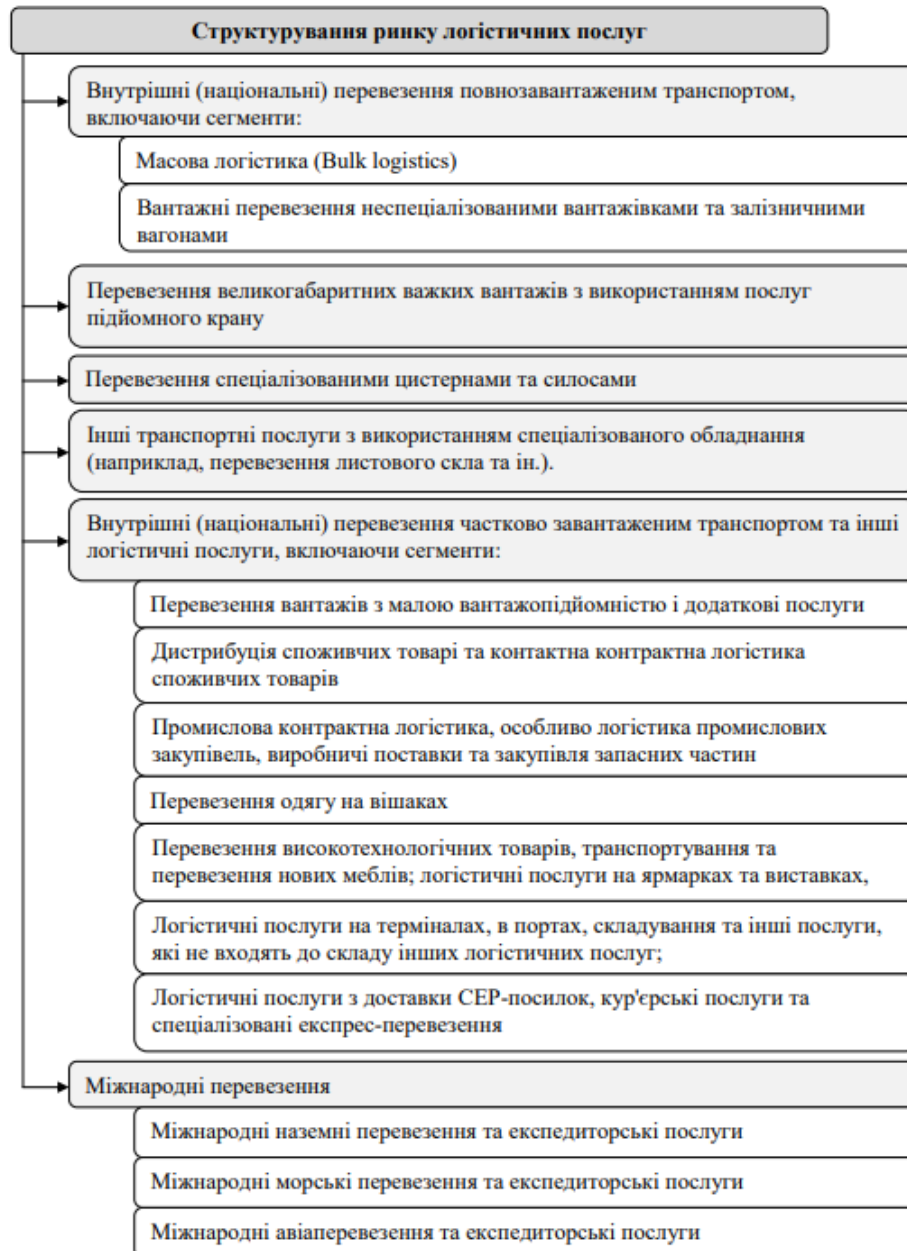 Структурування ринку логістичних послуг
Внутрішні (національні) перевезення повнозавантаженим транспортом,
включаючи сегменти:
Масова логістика (Bulk logistics)
Вантажні перевезення неспеціалізованими вантажівками та залізничними
вагонами
Перевезення великогабаритних важких вантажів з використанням послуг
підйомного крану
Перевезення спеціалізованими цистернами та силосами
Інші транспортні послуги з використанням спеціалізованого обладнання
(наприклад, перевезення листового скла та ін.).
Внутрішні (національні) перевезення частково завантаженим транспортом та інші
логістичні послуги, включаючи сегменти:
Перевезення вантажів з малою вантажопідйомністю і додаткові послуги
Дистрибуція споживчих товарі та контактна контрактна логістика
споживчих товарів
Промислова контрактна логістика, особливо логістика промислових
закупівель, виробничі поставки та закупівля запасних частин
Перевезення одягу на вішаках
Перевезення високотехнологічних товарів, транспортування та
перевезення нових меблів; логістичні послуги на ярмарках та виставках,
Логістичні послуги на терміналах, в портах, складування та інші послуги,
які не входять до складу інших логістичних послуг;
Логістичні послуги з доставки СЕР-посилок, кур'єрські послуги та
спеціалізовані експрес-перевезення
Міжнародні перевезення
Міжнародні наземні перевезення та експедиторські послуги
Міжнародні морські перевезення та експедиторські послуги
Міжнародні авіаперевезення та експедиторські послуги